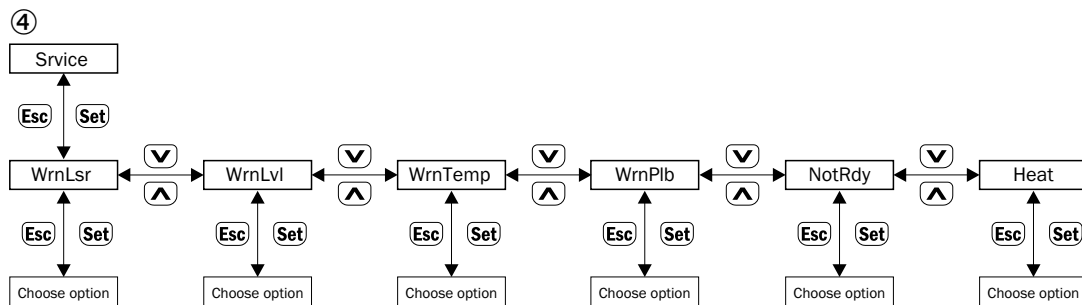 ④
Srvice
Esc Set
WrnLsr WrnLvl WrnTemp WrnPlb NotRdy Heat
Esc Set Esc Set Esc Set Esc Set Esc Set Esc Set
Choose option Choose option Choose option Choose option Choose option Choose option